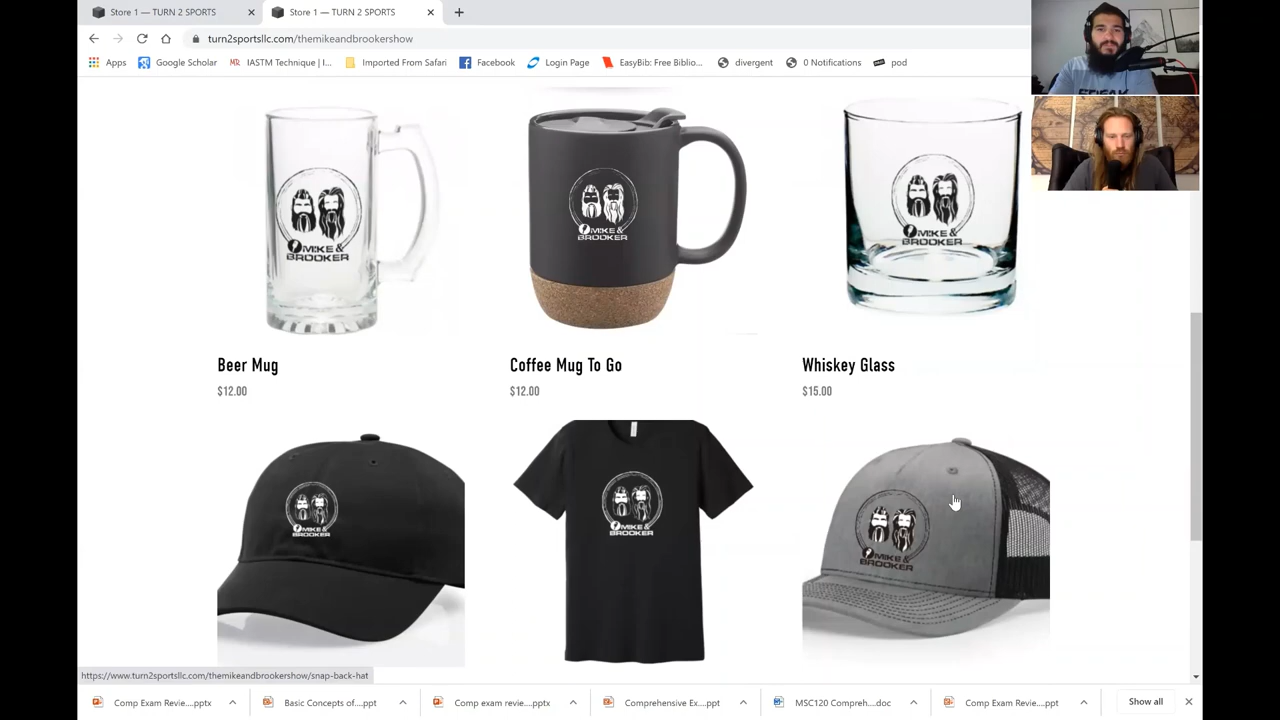 Store 1 — TURN 2 SPORTS
Store 1 — TURN 2 SPORTS
turn2sportsllc.com/themikeandbrookershow
Apps
Google Scholar
MR IASTM Technique | I...
Imported From Safari
Facebook
Login Page
EasyBib: Free Biblio...
divergent
0 Notifications
pod
MIKE &
BROOKER
MIKE &
BROOKER
MIKE &
BROOKER
Beer Mug
Coffee Mug To Go
Whiskey Glass
$12.00
$12.00
$15.00
MIKE &
BROOKER
MIKE &
BROOKER
MIKE &
BROOKER
https://www.turn2sportsllc.com/themikeandbrookershow/snap-back-hat
Comp Exam Review....pptx
Basic Concepts of....ppt
Comp exam review....pptx
Comprehensive Ex....ppt
MSC120 Compreh....doc
Comp Exam Review....ppt
Show all